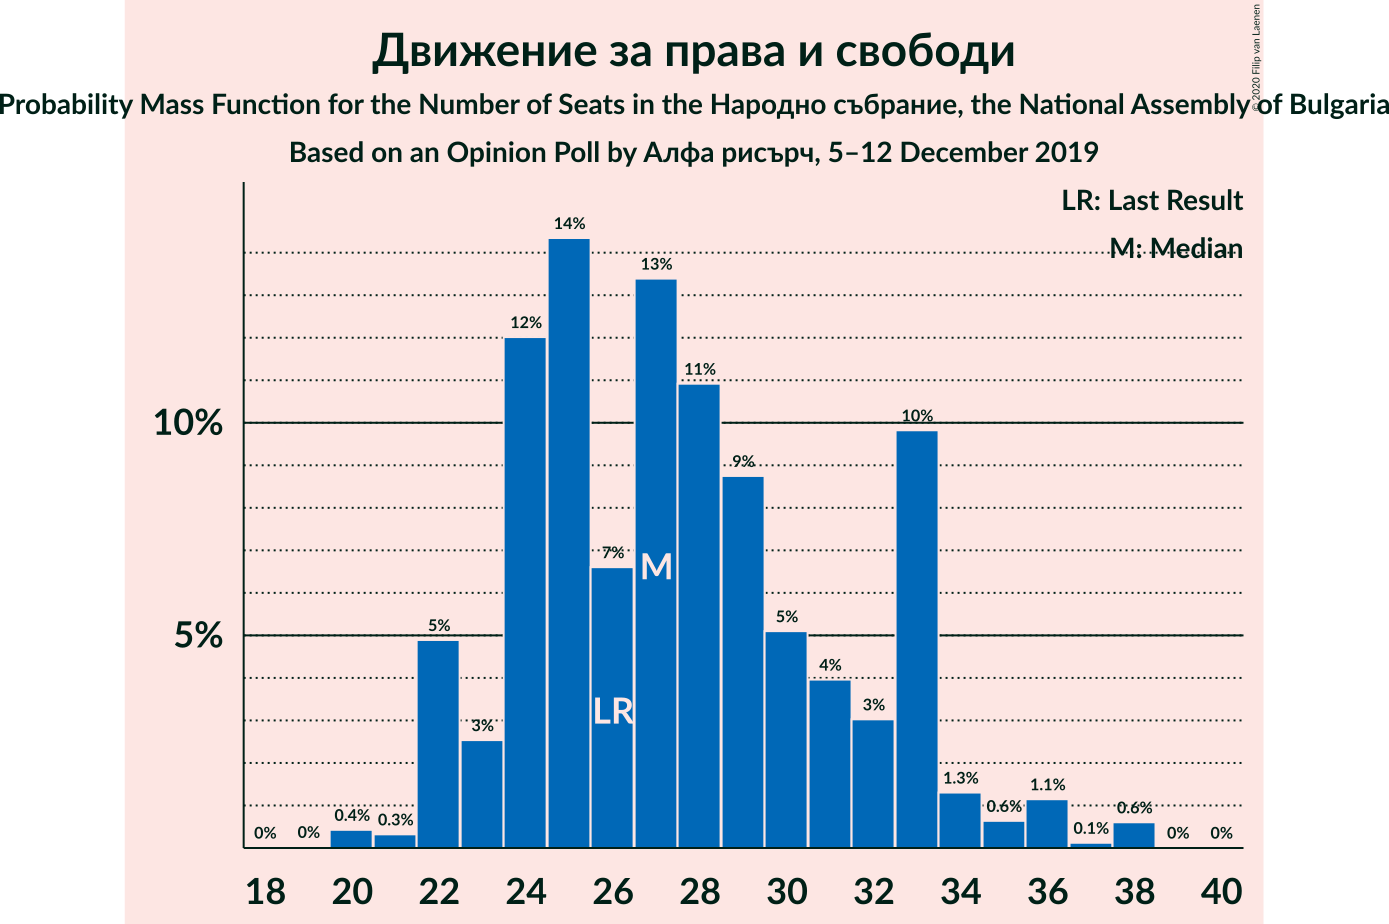 Движение за права и свободи
Probability Mass Function for the Number of Seats in the Народно събрание, the National Assembly of Bulgaria
Based on an Opinion Poll by Алфа рисърч, 5–12 December 2019
© 2020 Filip van Laenen
LR: Last Result
M: Median
10%
5%
0%
0%
0.4%
0.3%
5%
3%
12%
14%
7%
13%
11%
9%
5%
4%
3%
10%
1.3%
0.6%
1.1%
0.1%
0.6%
0%
0%
LR
M
18 20 22 24 26 28 30 32 34 36 38 40